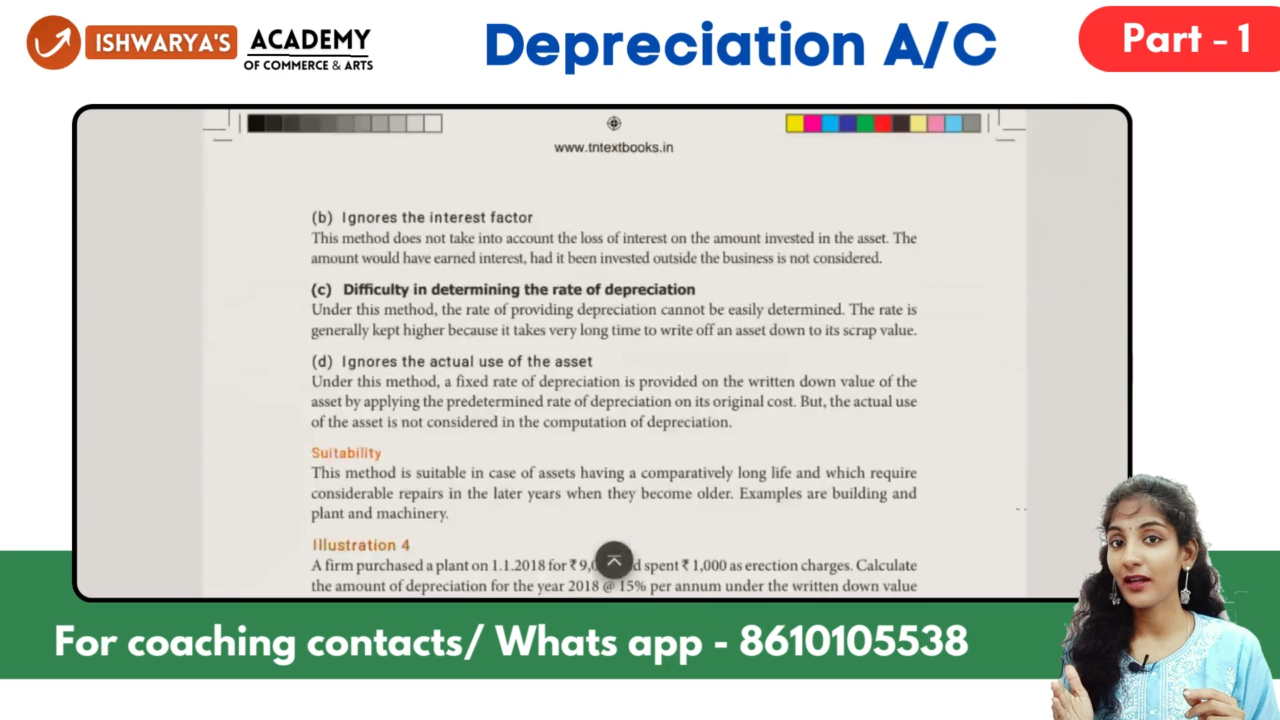 ISHWARYA'S ACADEMY
OF COMMERCE & ARTS
Depreciation A/C
Part - 1
www.tntextbooks.in
(b) Ignores the interest factor
This method does not take into account the loss of interest on the amount invested in the asset. The
amount would have earned interest, had it been invested outside the business is not considered.
(c) Difficulty in determining the rate of depreciation
Under this method, the rate of providing depreciation cannot be easily determined. The rate is
generally kept higher because it takes very long time to write off an asset down to its scrap value.
(d) Ignores the actual use of the asset
Under this method, a fixed rate of depreciation is provided on the written down value of the
asset by applying the predetermined rate of depreciation on its original cost. But, the actual use
of the asset is not considered in the computation of depreciation.
Suitability
This method is suitable in case of assets having a comparatively long life and which require
considerable repairs in the later years when they become older. Examples are building and
plant and machinery.
Illustration 4
A firm purchased a plant on 1.1.2018 for ₹ spent ₹ 1,000 as erection charges. Calculate
the amount of depreciation for the year 2018 @ 15% per annum under the written down value
For coaching contacts/ Whats app - 8610105538